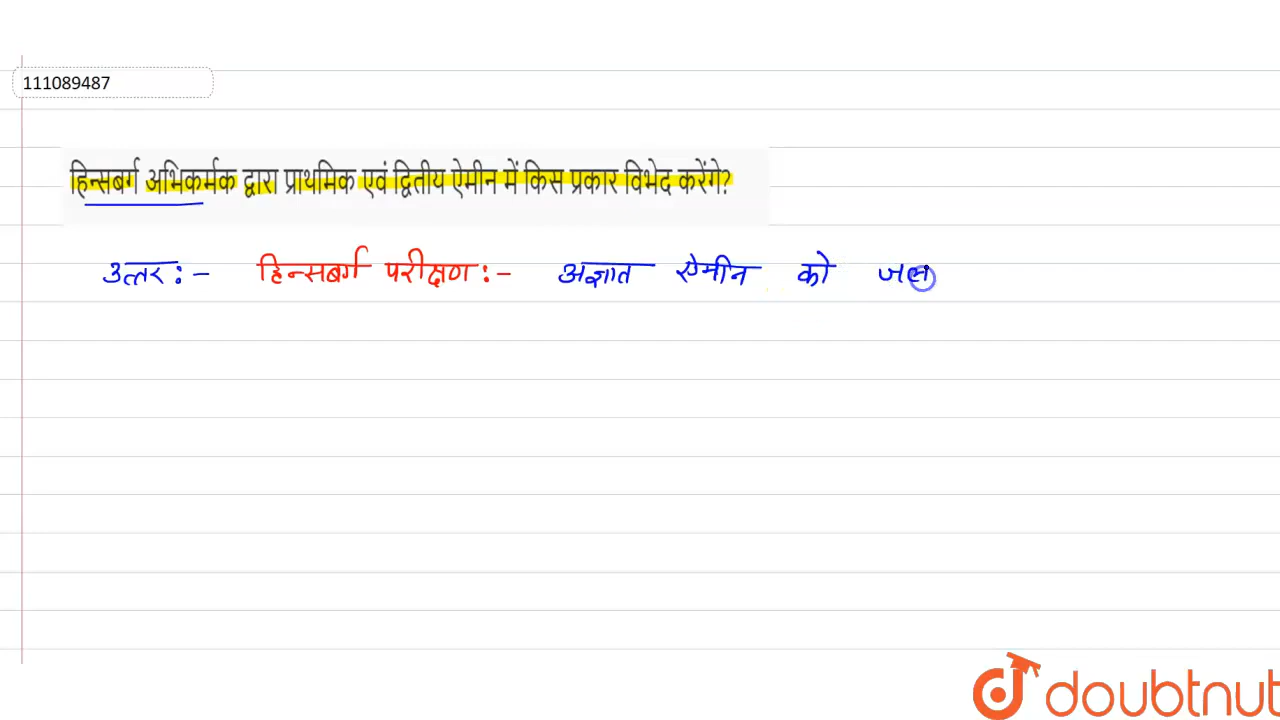 111089487
हिन्सबर्ग अभिकर्मक द्वारा प्राथमिक एवं द्वितीय ऐमीन में किस प्रकार विभेद करेंगे?
उत्तर :- हिन्सबर्ग परीक्षण :- अज्ञात ऐमीन को जल
doubtnut